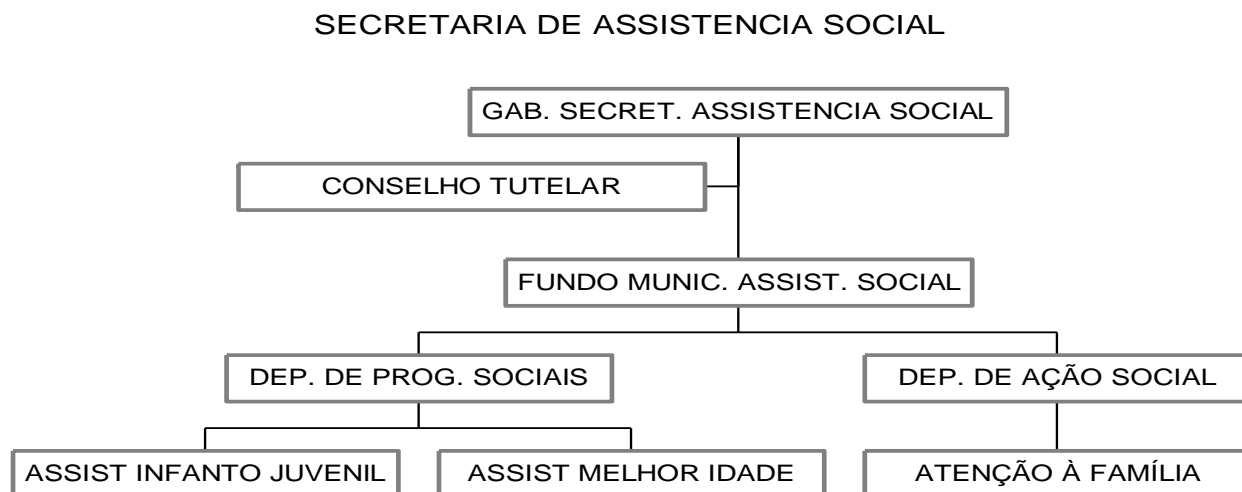 SECRETARIA DE ASSISTENCIA SOCIAL
GAB. SECRET. ASSISTENCIA SOCIAL
CONSELHO TUTELAR
FUNDO MUNIC. ASSIST. SOCIAL
DEP. DE PROG. SOCIAIS
DEP. DE AÇÃO SOCIAL
ASSIST INFANTO JUVENIL
ASSIST MELHOR IDADE
ATENÇÃO À FAMÍLIA